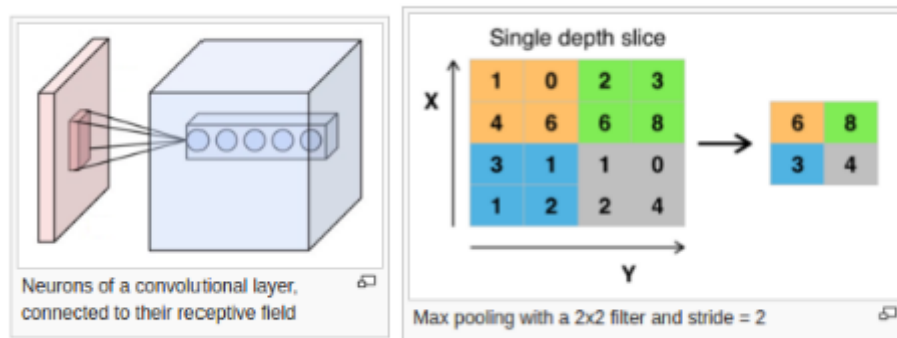 Neurons of a convolutional layer,
connected to their receptive field
Single depth slice
X
1 0 2 3
4 6 6 8
3 1 1 0
1 2 2 4
Y
6 8
3 4
Max pooling with a 2x2 filter and stride = 2